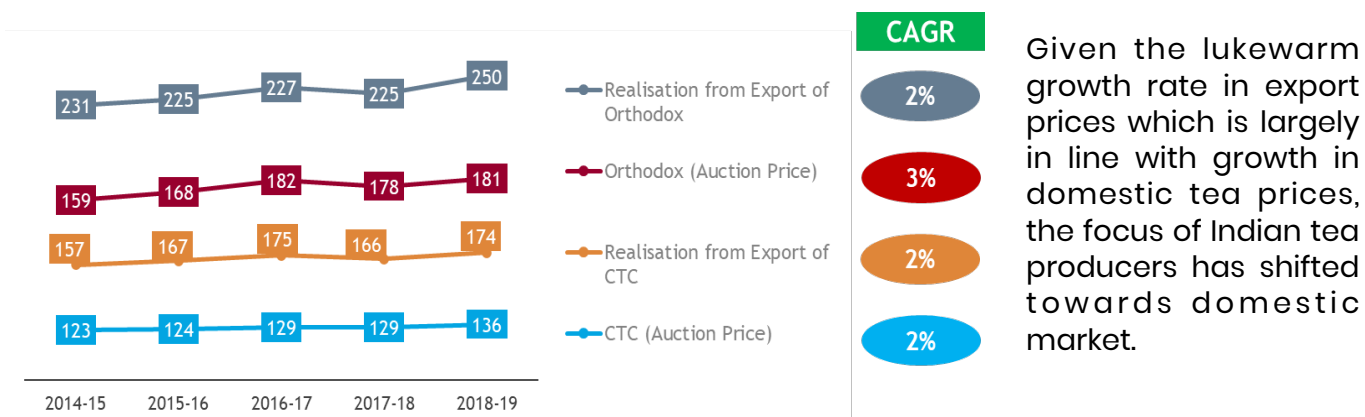 CAGR
231
225
227
225
250
Realisation from Export of
Orthodox
2%
159
168
182
178
181
Orthodox (Auction Price)
3%
157
167
175
166
174
Realisation from Export of
CTC
2%
123
124
129
129
136
CTC (Auction Price)
2%
2014-15
2015-16
2016-17
2017-18
2018-19
Given the lukewarm
growth rate in export
prices which is largely
in line with growth in
domestic tea prices,
the focus of Indian tea
producers has shifted
towards domestic
market.